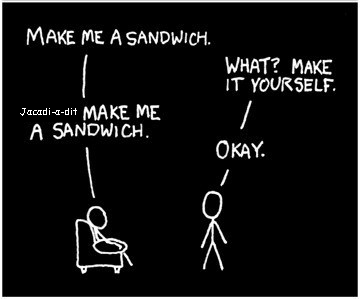 MAKE ME A SANDWICH.
WHAT? MAKE
IT YOURSELF.
Jacadi-a-dit MAKE ME
A SANDWICH.
OKAY.